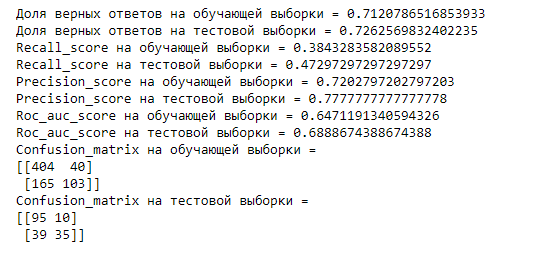 Доля верных ответов на обучающей выборки = 0.7120786516853933
Доля верных ответов на тестовой выборки = 0.7262569832402235
Recall_score на обучающей выборки = 0.3843283582089552
Recall_score на тестовой выборки = 0.47297297297297297
Precision_score на обучающей выборки = 0.7202797202797203
Precision_score на тестовой выборки = 0.7777777777777778
Roc_auc_score на обучающей выборки = 0.6471191340594326
Roc_auc_score на тестовой выборки = 0.6888674388674388
Confusion_matrix на обучающей выборки =
[[404  40]
 [165 103]]
Confusion_matrix на тестовой выборки =
[[95 10]
 [39 35]]